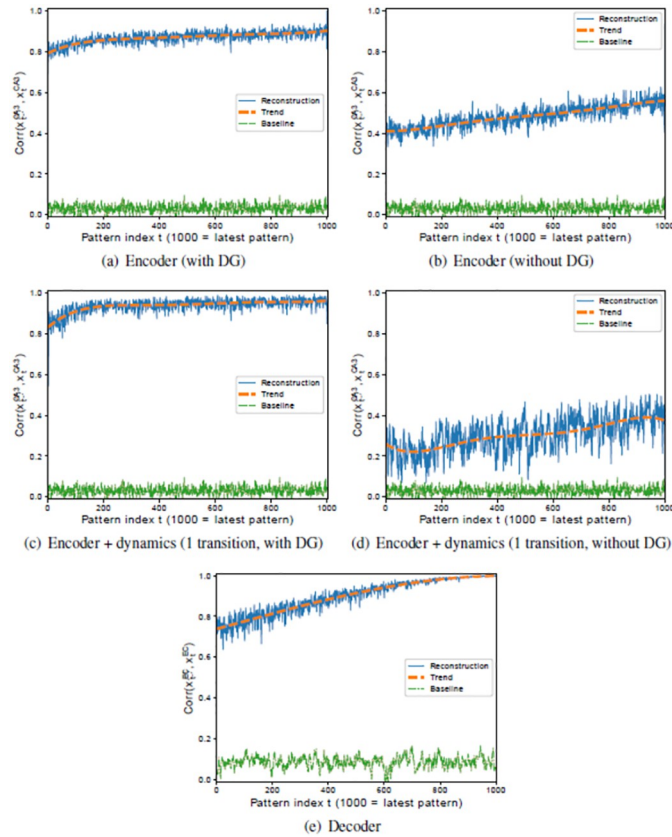 1.0
0.8
0.6
0.4
0.2
0.0
Reconstruction
Trend
Baseline
0 200 400 600 800 1000
Pattern index t (1000 = latest pattern)
(a) Encoder (with DG)
1.0
0.8
0.6
0.4
0.2
0.0
Reconstruction
Trend
Baseline
0 200 400 600 800 1000
Pattern index t (1000 = latest pattern)
(b) Encoder (without DG)
1.0
0.8
0.6
0.4
0.2
0.0
Reconstruction
Trend
Baseline
0 200 400 600 800 1000
Pattern index t (1000 = latest pattern)
(c) Encoder + dynamics (1 transition, with DG)
1.0
0.8
0.6
0.4
0.2
0.0
Reconstruction
Trend
Baseline
0 200 400 600 800 1000
Pattern index t (1000 = latest pattern)
(d) Encoder + dynamics (1 transition, without DG)
1.0
0.8
0.6
0.4
0.2
0.0
Reconstruction
Trend
Baseline
0 200 400 600 800 1000
Pattern index t (1000 = latest pattern)
(e) Decoder